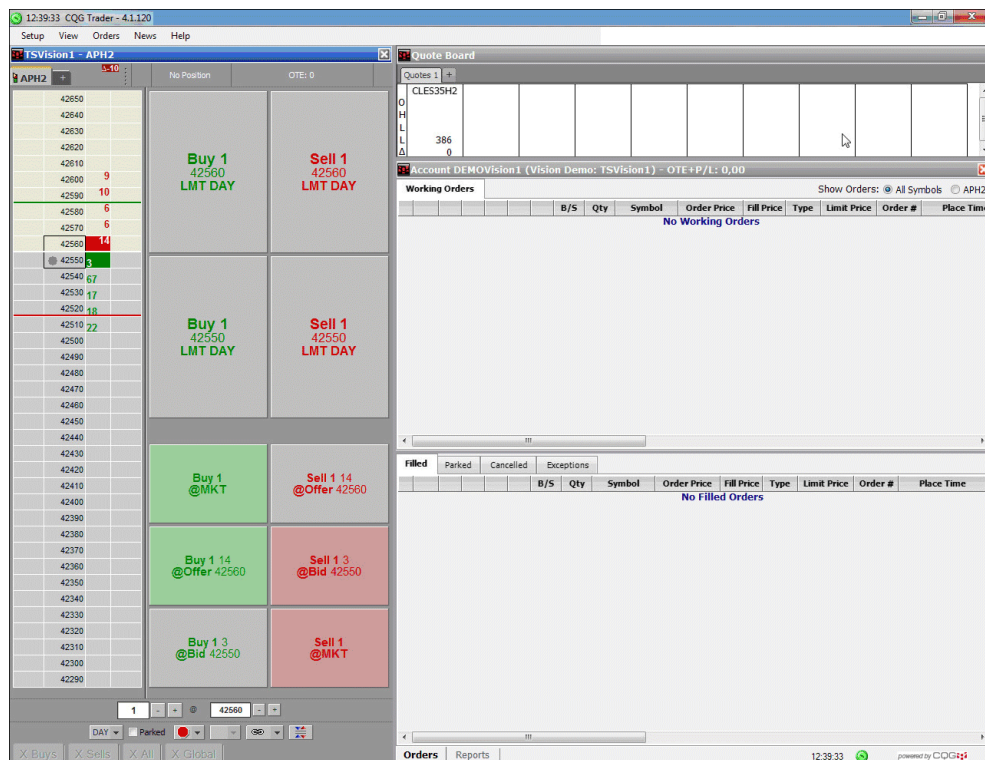 12:39:33 CQG Trader - 4.1.120
Setup View Orders News Help
TSVision1 - APH2
APH2 + Δ-10
No Position OTE: 0
42650
42640
42630
42620
42610
42600 9
42590 10
42580 6
42570 6
42560 14
42550 3
42540 67
42530 17
42520 18
42510 22
42500
42490
42480
42470
42460
42450
42440
42430
42420
42410
42400
42390
42380
42370
42360
42350
42340
42330
42320
42310
42300
42290
Buy 1
42560
LMT DAY
Sell 1
42560
LMT DAY
Buy 1
42550
LMT DAY
Sell 1
42550
LMT DAY
Buy 1
@MKT
Sell 1 14
@Offer 42560
Buy 1 14
@Offer 42560
Sell 1 3
@Bid 42550
Buy 1 3
@Bid 42550
Sell 1
@MKT
1 - + @ 42560 - +
DAY Parked
X Buys X Sells X All X Global
Quote Board
Quotes 1 +
CLES35H2
O
H
L
L 386
Δ 0
Account DEMOVision1 (Vision Demo: TSVision1) - OTE+P/L: 0,00
Working Orders Show Orders: All Symbols APH2
B/S Qty Symbol Order Price Fill Price Type Limit Price Order # Place Time
No Working Orders
Filled Parked Cancelled Exceptions
B/S Qty Symbol Order Price Fill Price Type Limit Price Order # Place Time
No Filled Orders
Orders Reports 12:39:33 powered by CQG